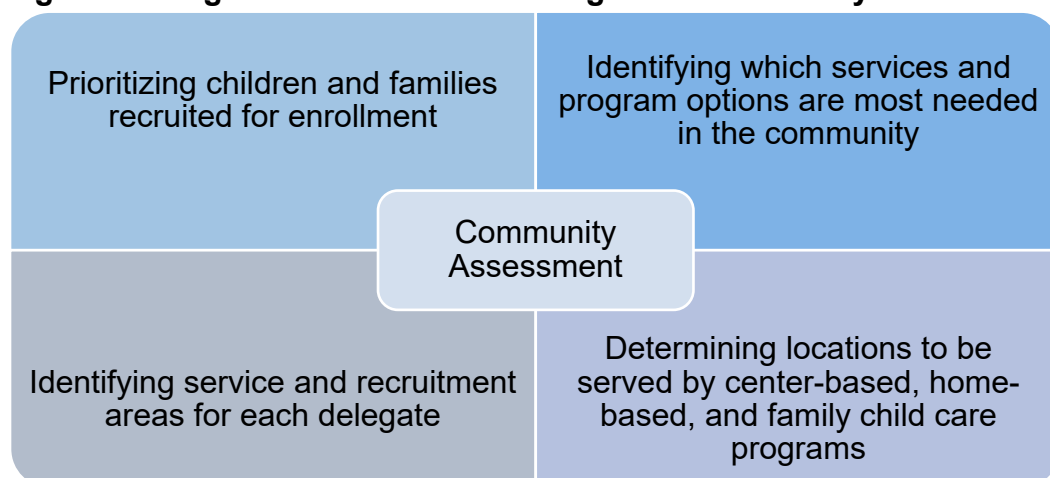 Prioritizing children and families
recruited for enrollment
Identifying which services and
program options are most needed
in the community
Community
Assessment
Identifying service and recruitment
areas for each delegate
Determining locations to be
served by center-based, home-
based, and family child care
programs